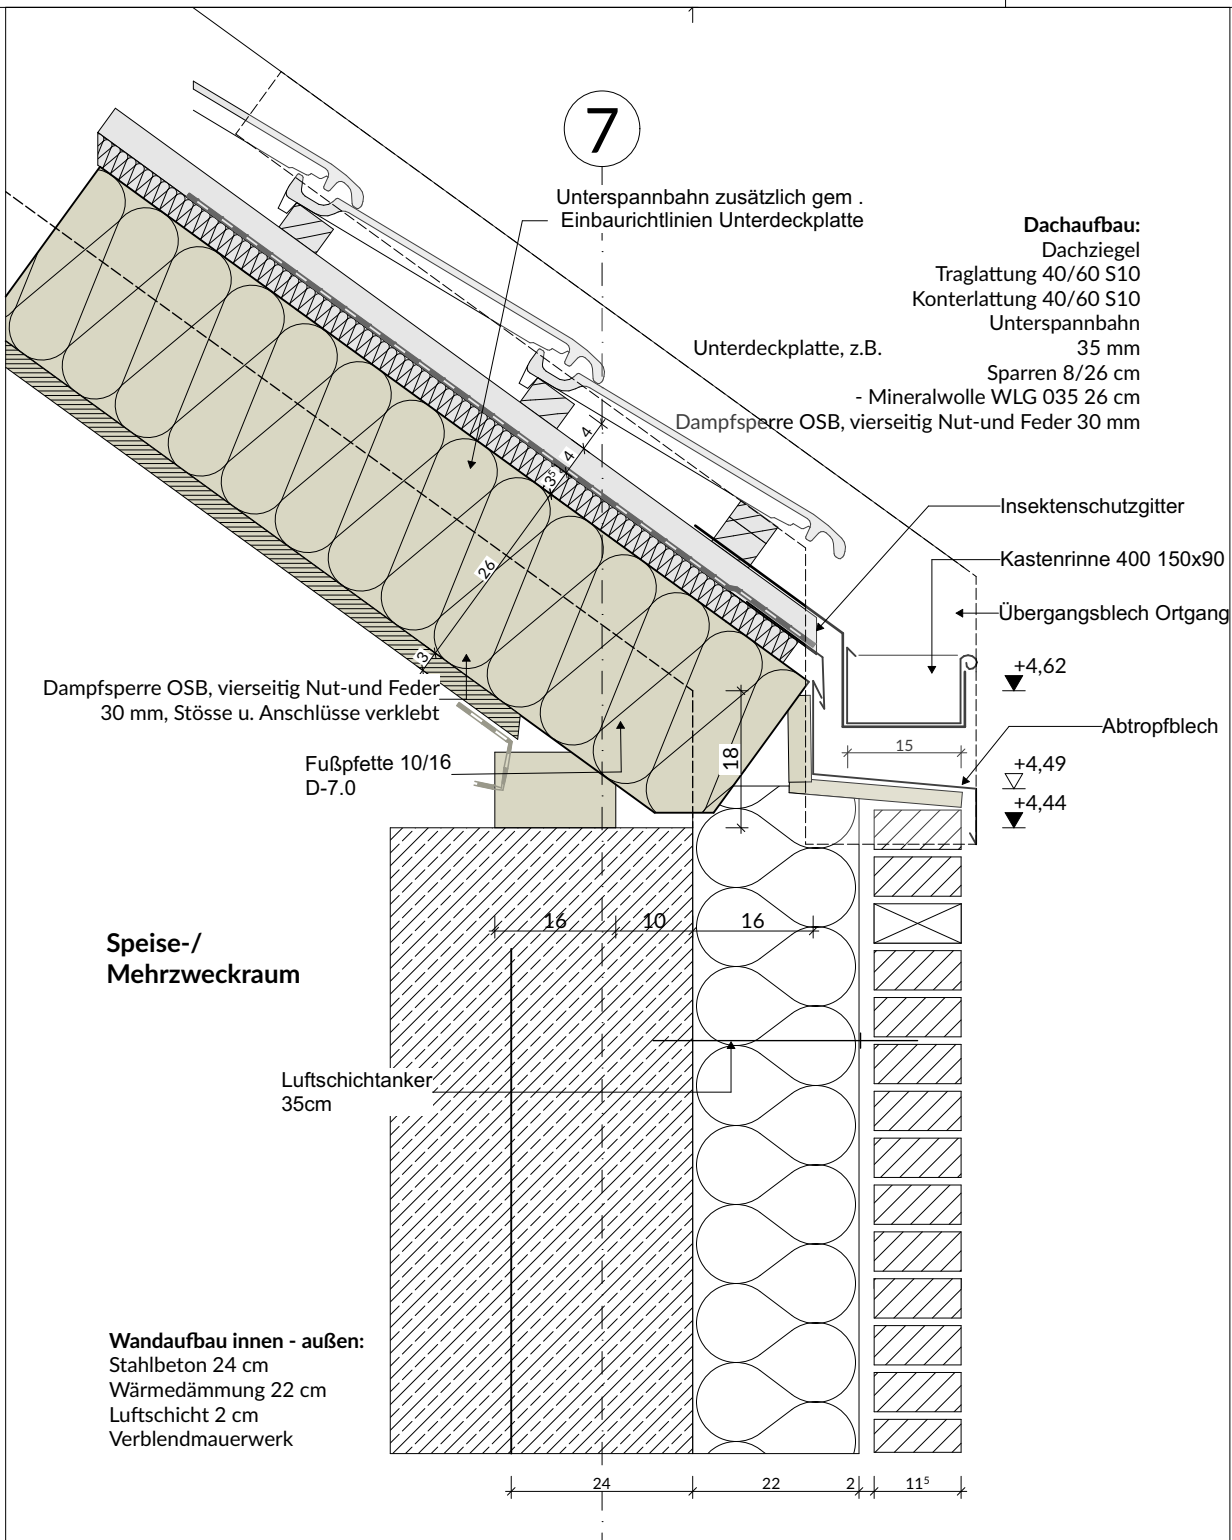 7
Unterspannbahn zusätzlich gem .
Einbaurichtlinien Unterdeckplatte
Dachaufbau:
Dachziegel
Traglattung 40/60 S10
Konterlattung 40/60 S10
Unterspannbahn
Unterdeckplatte, z.B. 35 mm
Sparren 8/26 cm
- Mineralwolle WLG 035 26 cm
Dampfsperre OSB, vierseitig Nut-und Feder 30 mm
4
4
3⁵
26
3
Insektenschutzgitter
Kastenrinne 400 150x90
Übergangsblech Ortgang
+4,62
Dampfsperre OSB, vierseitig Nut-und Feder
30 mm, Stösse u. Anschlüsse verklebt
Abtropfblech
15
18
Fußpfette 10/16
D-7.0
+4,49
+4,44
16
10
16
Speise-/
Mehrzweckraum
Luftschichtanker
35cm
Wandaufbau innen - außen:
Stahlbeton 24 cm
Wärmedämmung 22 cm
Luftschicht 2 cm
Verblendmauerwerk
24
22
2
11⁵